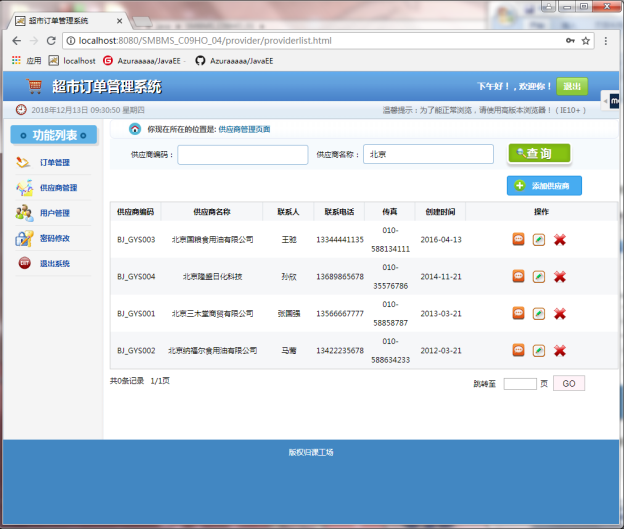 超市订单管理系统
localhost:8080/SMBMS_C09HO_04/provider/providerlist.html
应用 localhost Azuraaaaa/JavaEE - Azuraaaaa/JavaEE
超市订单管理系统 下午好！，欢迎你！ 退出
2018年12月13日 09:30:50 星期四 温馨提示：为了能正常浏览，请使用高版本浏览器！（IE10+）
功能列表
订单管理
供应商管理
用户管理
密码修改
退出系统
你现在所在的位置是: 供应商管理页面
供应商编码： 供应商名称： 北京 查 询
添加供应商
供应商编码 供应商名称 联系人 联系电话 传真 创建时间 操作
BJ_GYS003 北京国粮食用油有限公司 王驰 13344441135 010-588134111 2016-04-13
BJ_GYS004 北京隆盛日化科技 孙欣 13689865678 010-35576786 2014-11-21
BJ_GYS001 北京三木堂商贸有限公司 张国强 13566667777 010-58858787 2013-03-21
BJ_GYS002 北京纳福尔食用油有限公司 马莺 13422235678 010-588634233 2012-03-21
共0条记录 1/1页 跳转至 页 GO
版权归课工场